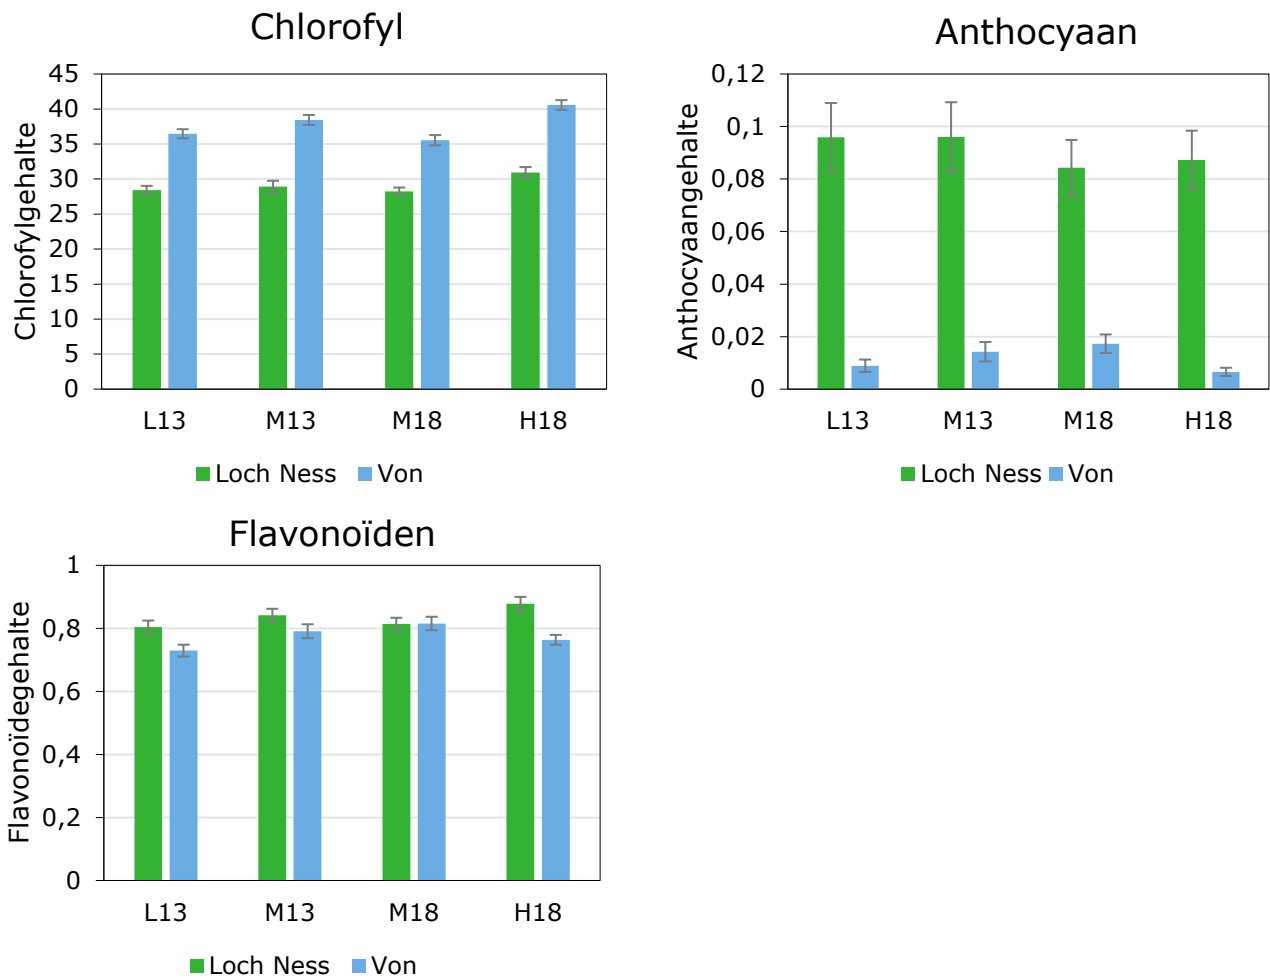 Chlorofyl
Chlorofylgehalte
45
40
35
30
25
20
15
10
5
0
L13 M13 M18 H18
Loch Ness Von
Anthocyaan
Anthocyaangehalte
0,12
0,1
0,08
0,06
0,04
0,02
0
L13 M13 M18 H18
Loch Ness Von
Flavonoïden
Flavonoïdegehalte
1
0,8
0,6
0,4
0,2
0
L13 M13 M18 H18
Loch Ness Von